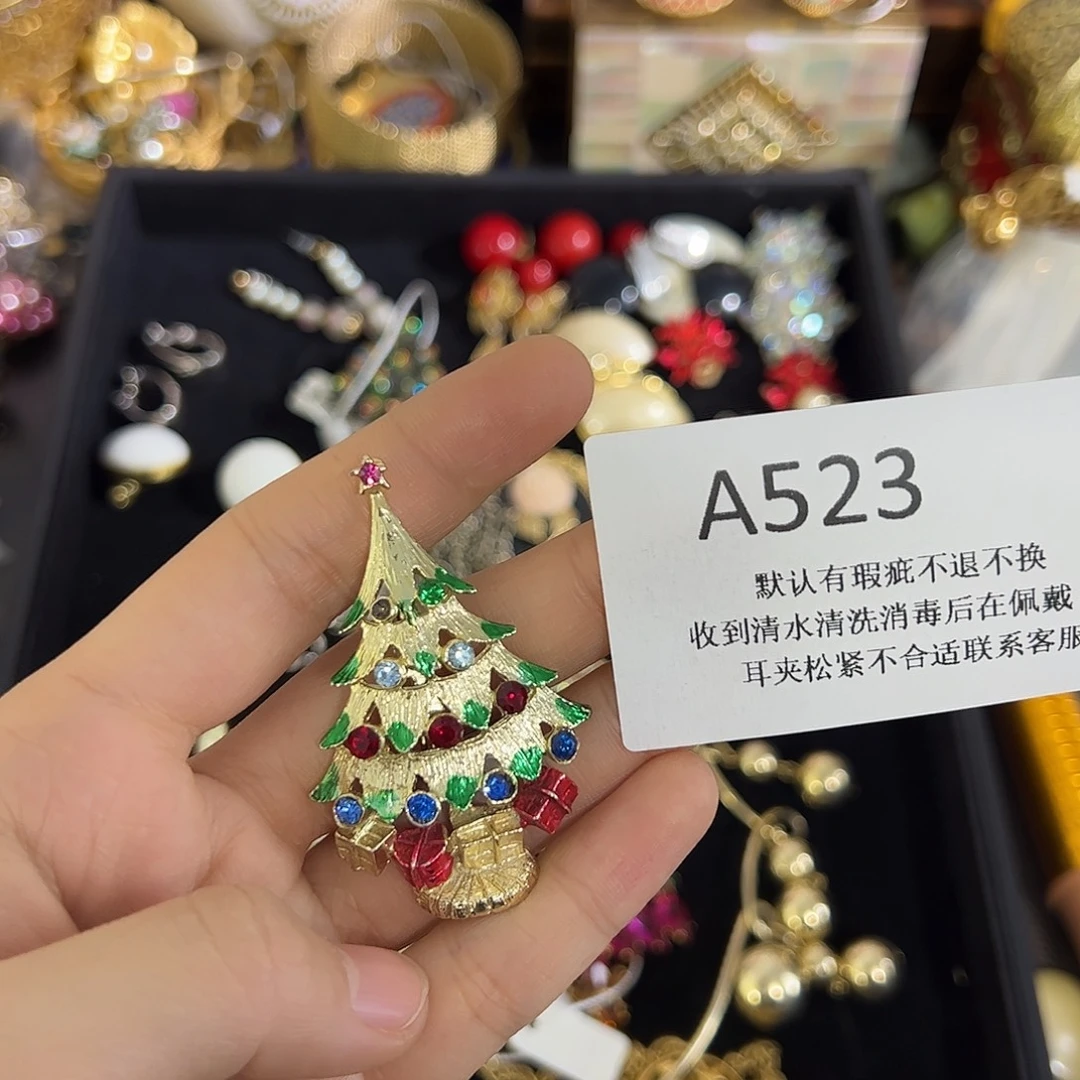 A523
默认有瑕疵不退不换
收到清水清洗消毒后在佩戴
耳夹松紧不合适联系客服